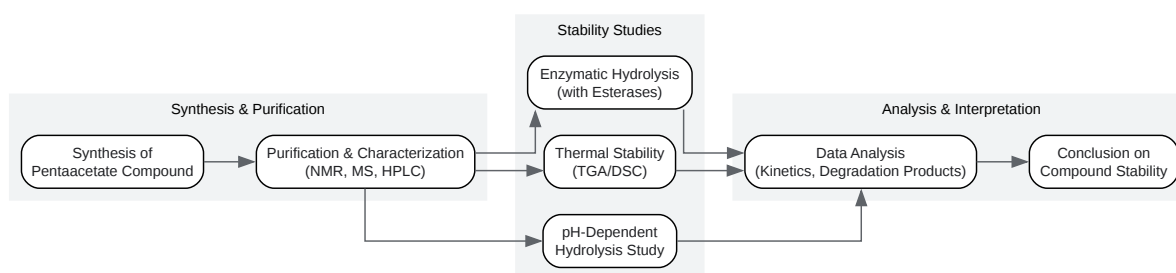 Synthesis & Purification
Synthesis of
Pentaacetate Compound
Purification & Characterization
(NMR, MS, HPLC)
Stability Studies
Enzymatic Hydrolysis
(with Esterases)
Thermal Stability
(TGA/DSC)
pH-Dependent
Hydrolysis Study
Analysis & Interpretation
Data Analysis
(Kinetics, Degradation Products)
Conclusion on
Compound Stability